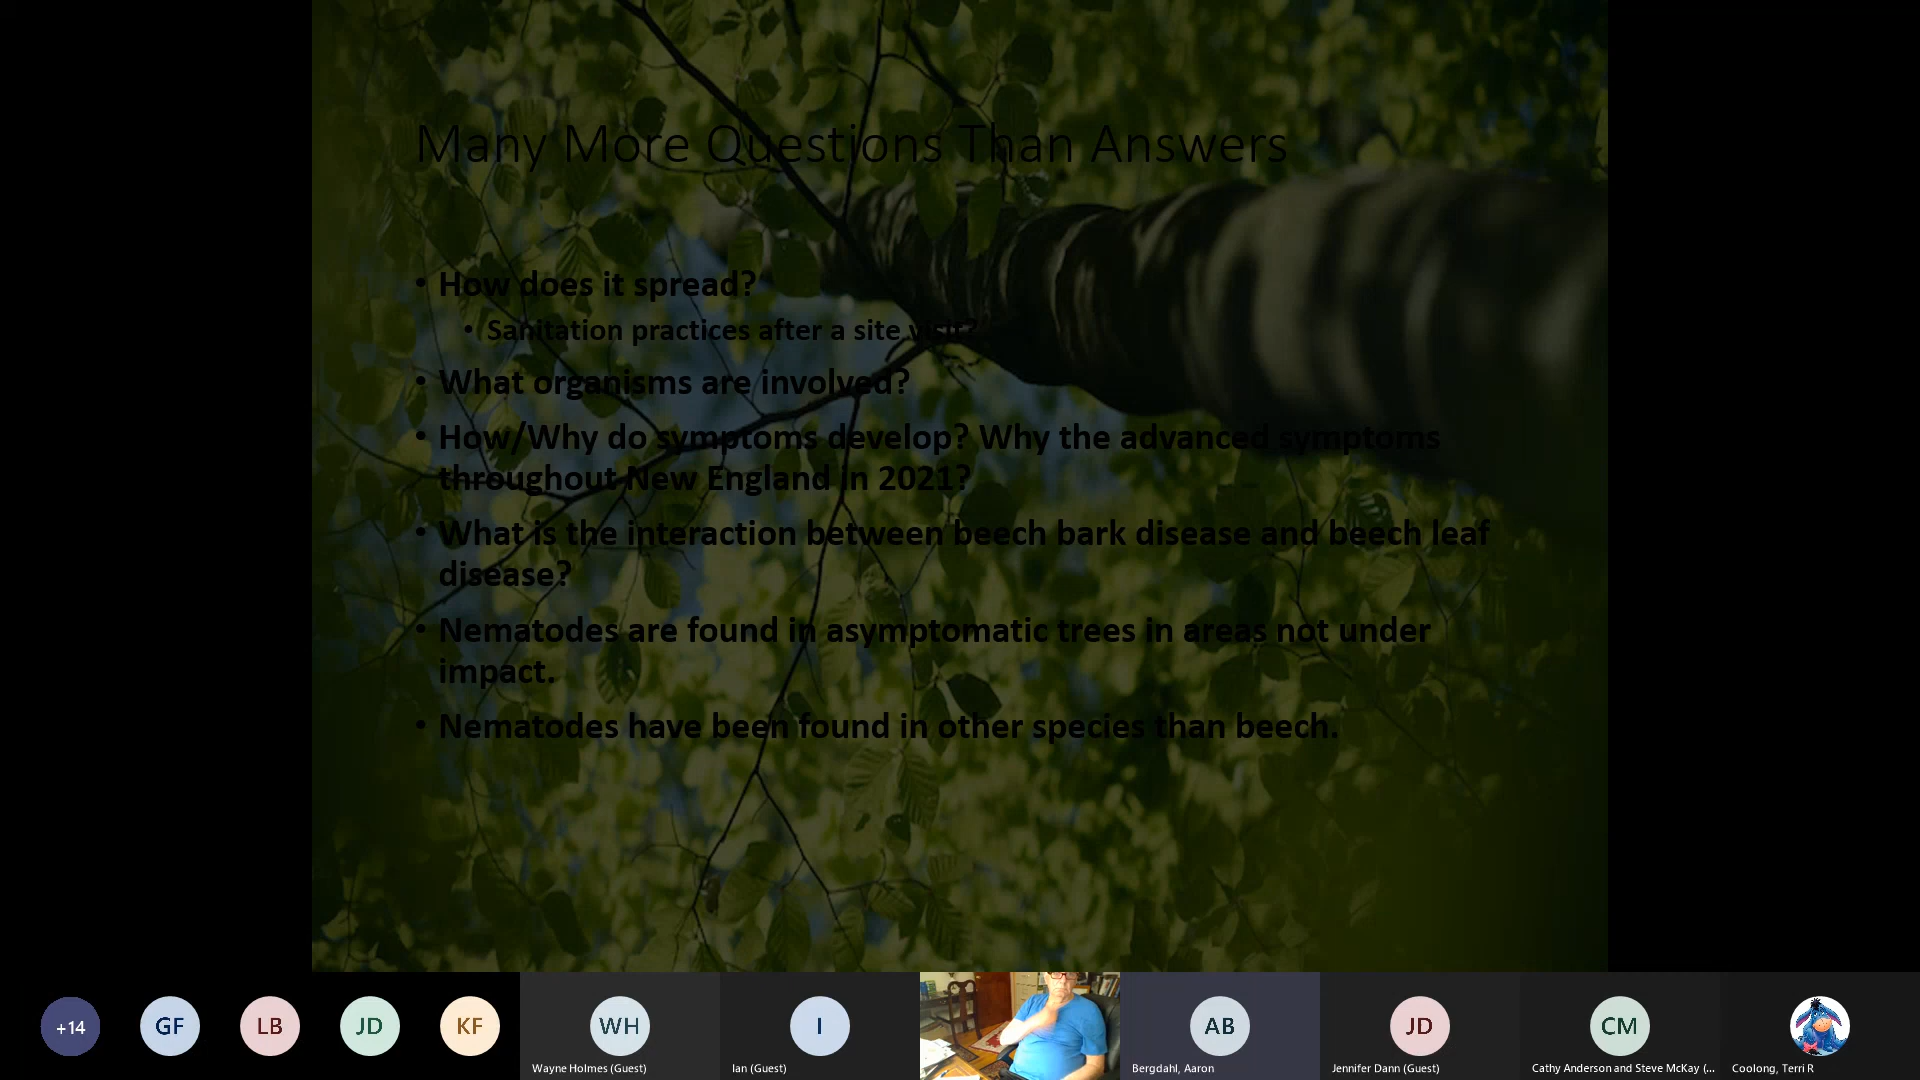 Many More Questions Than Answers
• How does it spread?
• Sanitation practices after a site visit?
• What organisms are involved?
• How/Why do symptoms develop? Why the advanced symptoms
throughout New England in 2021?
• What is the interaction between beech bark disease and beech leaf
disease?
• Nematodes are found in asymptomatic trees in areas not under
impact.
• Nematodes have been found in other species than beech.
+14
GF
LB
JD
KF
WH
I
AB
JD
CM
Wayne Holmes (Guest)
Ian (Guest)
Bergdahl, Aaron
Jennifer Dann (Guest)
Cathy Anderson and Steve McKay (...
Coolong, Terri R